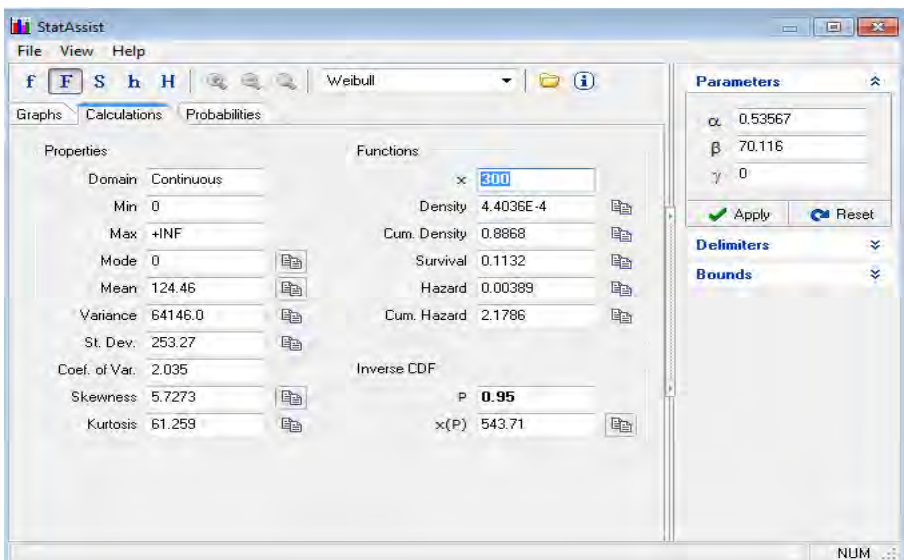 StatAssist
File View Help
f F S h H Weibull
Graphs Calculations Probabilities
Properties
Domain Continuous
Min 0
Max +INF
Mode 0
Mean 124.46
Variance 64146.0
St. Dev. 253.27
Coef. of Var. 2.035
Skewness 5.7273
Kurtosis 61.259
Functions
x 300
Density 4.4036E-4
Cum. Density 0.8868
Survival 0.1132
Hazard 0.00389
Cum. Hazard 2.1786
Inverse CDF
P 0.95
x(P) 543.71
Parameters
α 0.53567
β 70.116
γ 0
Apply Reset
Delimiters
Bounds
NUM